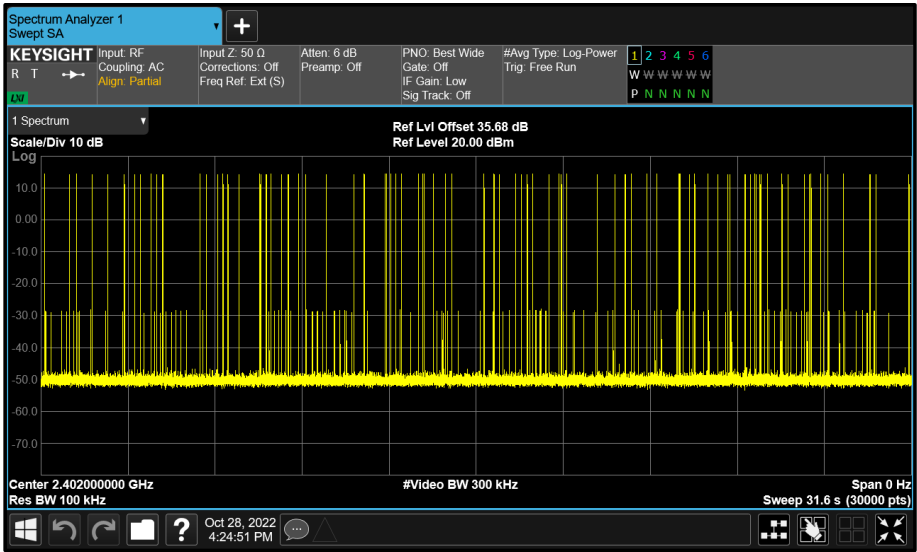 Spectrum Analyzer 1
Swept SA
+
KEYSIGHT
R T
LXI
Input: RF
Coupling: AC
Align: Partial
Input Z: 50 Ω
Corrections: Off
Freq Ref: Ext (S)
Atten: 6 dB
Preamp: Off
PNO: Best Wide
Gate: Off
IF Gain: Low
Sig Track: Off
#Avg Type: Log-Power
Trig: Free Run
1 2 3 4 5 6
W W W W W W
P N N N N N
1 Spectrum
Scale/Div 10 dB
Ref Lvl Offset 35.68 dB
Ref Level 20.00 dBm
Log
10.0
0.00
-10.0
-20.0
-30.0
-40.0
-50.0
-60.0
-70.0
Center 2.402000000 GHz
#Video BW 300 kHz
Span 0 Hz
Res BW 100 kHz
Sweep 31.6 s (30000 pts)
?
Oct 28, 2022
4:24:51 PM